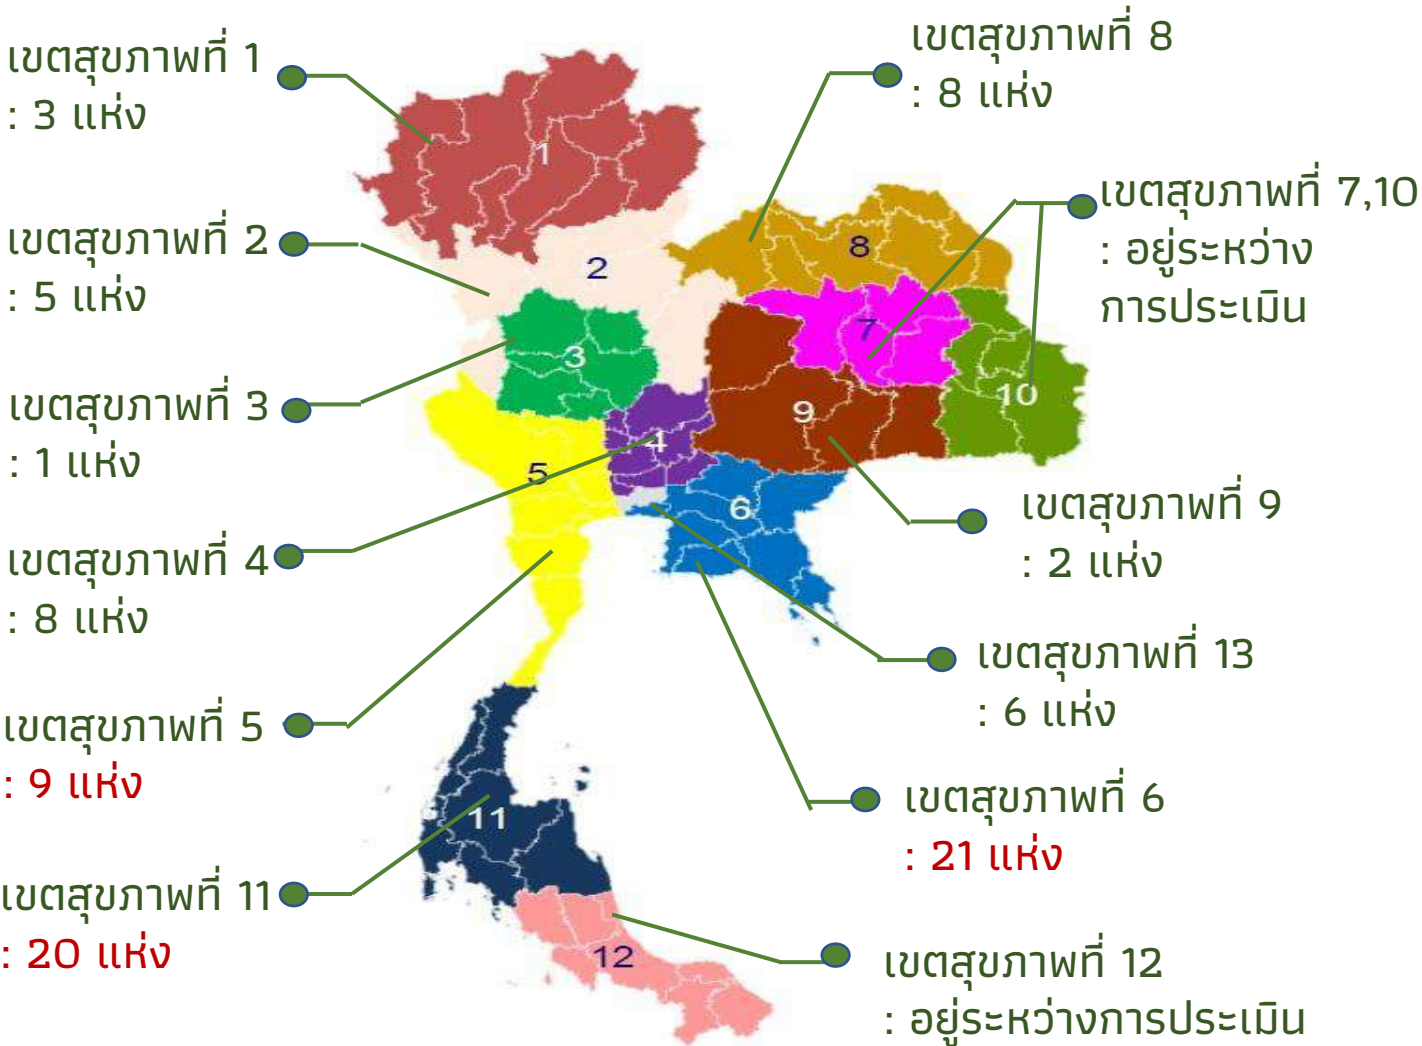 เขตสุขภาพที่ 1
: 3 แห่ง
เขตสุขภาพที่ 2
: 5 แห่ง
เขตสุขภาพที่ 3
: 1 แห่ง
เขตสุขภาพที่ 4
: 8 แห่ง
เขตสุขภาพที่ 5
: 9 แห่ง
เขตสุขภาพที่ 11
: 20 แห่ง
1
2
3
4
5
6
7
8
9
10
11
12
เขตสุขภาพที่ 8
: 8 แห่ง
เขตสุขภาพที่ 7,10
: อยู่ระหว่าง
การประเมิน
เขตสุขภาพที่ 9
: 2 แห่ง
เขตสุขภาพที่ 13
: 6 แห่ง
เขตสุขภาพที่ 6
: 21 แห่ง
เขตสุขภาพที่ 12
: อยู่ระหว่างการประเมิน